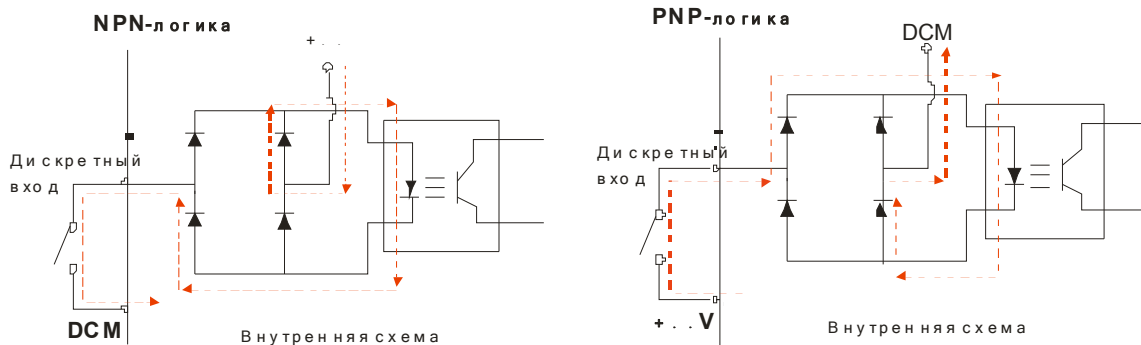 NPN-логика
+ . .
Дискретный
вход
DCM
Внутренняя схема
PNP-логика
DCM
Дискретный
вход
+ . . V
Внутренняя схема